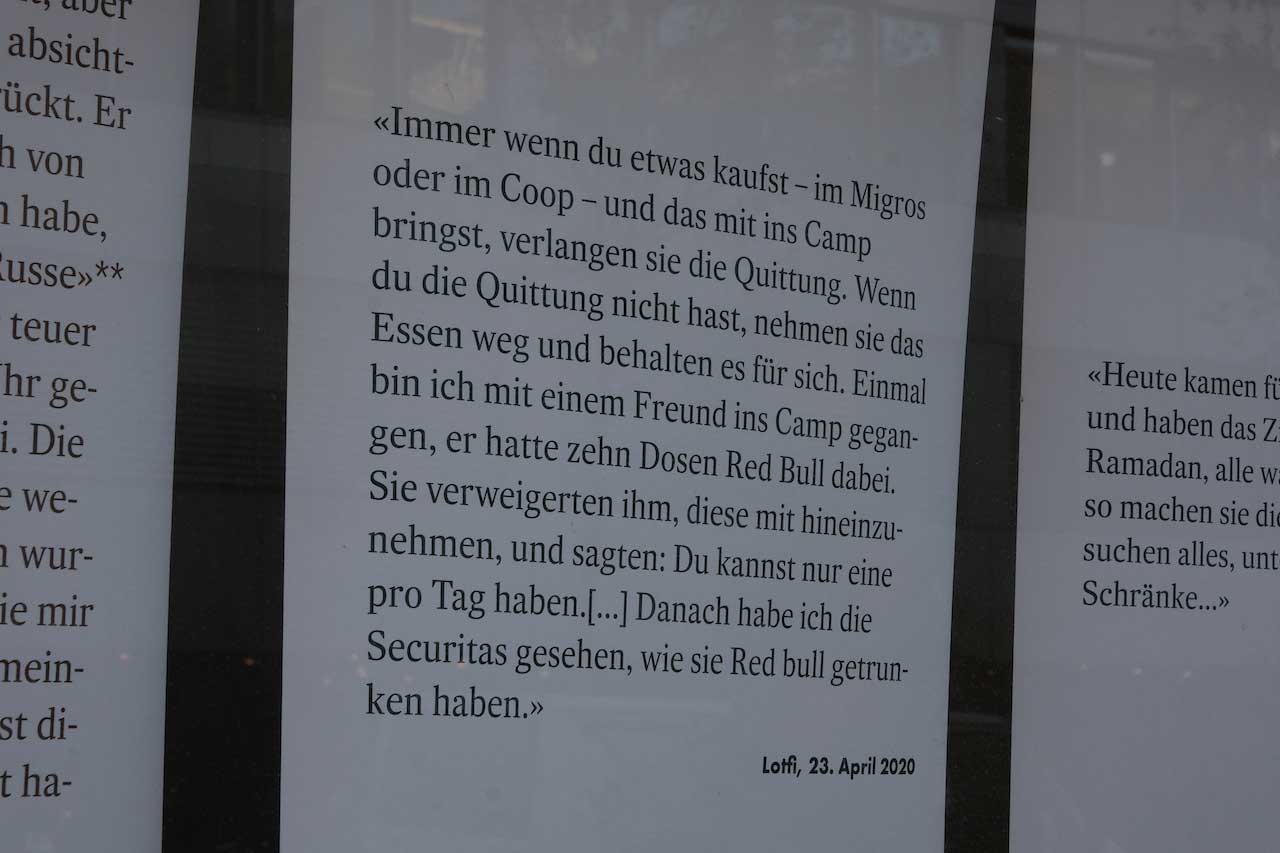 aber
absicht-
rückt. Er
von
habe,
Russe»**
teuer
Uhr ge-
Die
we-
wur-
mir
mein-
di-
ha-
«Immer wenn du etwas kaufst – im Migros
oder im Coop – und das mit ins Camp
bringst, verlangen sie die Quittung. Wenn
du die Quittung nicht hast, nehmen sie das
Essen weg und behalten es für sich. Einmal
bin ich mit einem Freund ins Camp gegan-
gen, er hatte zehn Dosen Red Bull dabei.
Sie verweigerten ihm, diese mit hineinzu-
nehmen, und sagten: Du kannst nur eine
pro Tag haben.[...] Danach habe ich die
Securitas gesehen, wie sie Red bull getrun-
ken haben.»
Lotfi, 23. April 2020
«Heute kamen
und haben das
Ramadan, alle
so machen sie
suchen alles,
Schränke...»